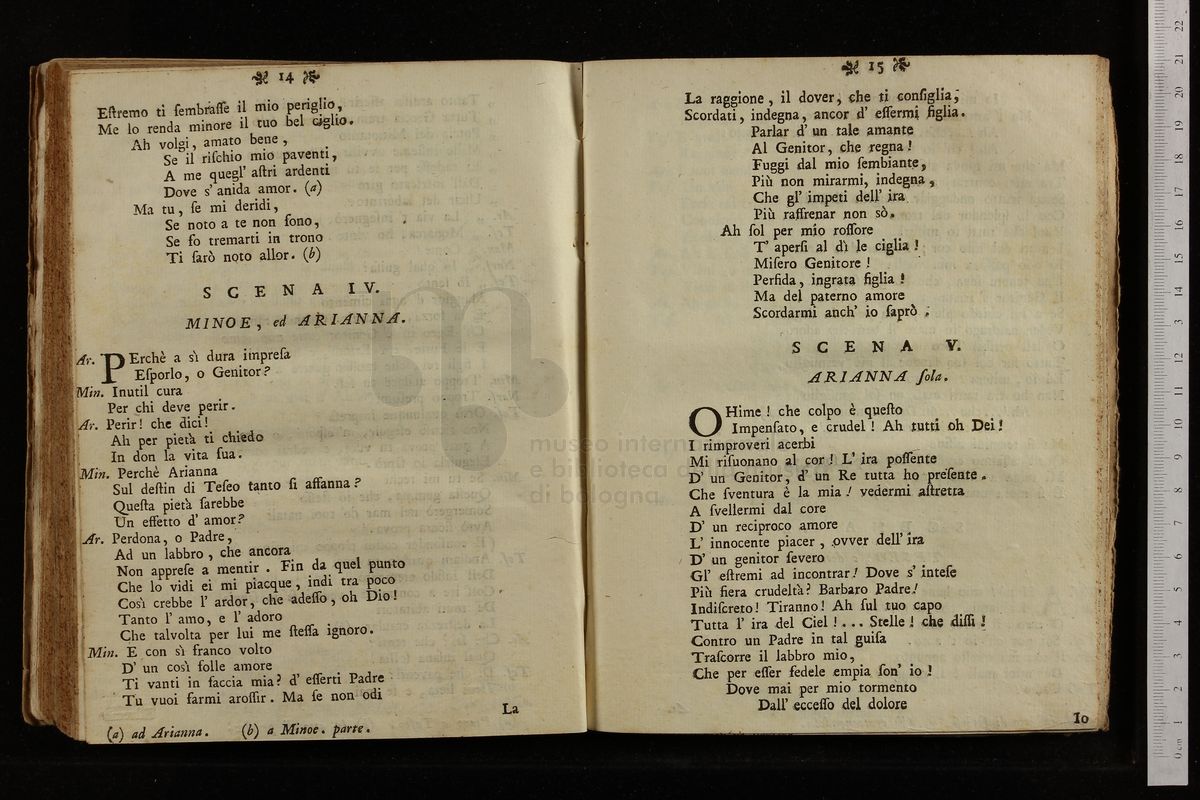 14
Eſtremo ti ſembraſſe il mio periglio,
Me lo renda minore il tuo bel ciglio.
Ah volgi, amato bene,
Se il riſchio mio paventi,
A me quegl' aſtri ardenti
Dove s' anida amor. (a)
Ma tu, ſe mi deridi,
Se noto a te non ſono,
Se fo tremarti in trono
Ti ſarò noto allor. (b)
SCENA IV.
MINOE, ed ARIANNA.
Ar. PErchè a sì dura impreſa
Eſporlo, o Genitor?
Min. Inutil cura
Per chi deve perir.
Ar. Perir! che dici!
Ah per pietà ti chiedo
In don la vita ſua.
Min. Perchè Arianna
Sul deſtin di Teſeo tanto ſi affanna?
Queſta pietà ſarebbe
Un effetto d' amor?
Ar. Perdona, o Padre,
Ad un labbro, che ancora
Non appreſe a mentir. Fin da quel punto
Che lo vidi ei mi piacque, indi tra poco
Così crebbe l' ardor, che adeſſo, oh Dio!
Tanto l' amo, e l' adoro
Che talvolta per lui me ſteſſa ignoro.
Min. E con sì franco volto
D' un così folle amore
Ti vanti in faccia mia? d' eſſerti Padre
Tu vuoi farmi aroſſir. Ma ſe non odi
La
(a) ad Arianna. (b) a Minoe. parte.
15
La raggione, il dover, che ti conſiglia,
Scordati, indegna, ancor d' eſſermi figlia.
Parlar d' un tale amante
Al Genitor, che regna!
Fuggi dal mio ſembiante,
Più non mirarmi, indegna,
Che gl' impeti dell' ira
Più raffrenar non sò.
Ah ſol per mio roſſore
T' aperſi al dì le ciglia!
Miſero Genitore!
Perfida, ingrata figlia!
Ma del paterno amore
Scordarmi anch' io ſaprò.
SCENA V.
ARIANNA ſola.
OHime! che colpo è queſto
Impenſato, e crudel! Ah tutti oh Dei!
I rimproveri acerbi
Mi riſuonano al cor! L' ira poſſente
D' un Genitor, d' un Re tutta ho preſente.
Che ſventura è la mia! vedermi aſtretta
A ſvellermi dal core
D' un reciproco amore
L' innocente piacer, ovver dell' ira
D' un genitor ſevero
Gl' eſtremi ad incontrar! Dove s' inteſe
Più fiera crudeltà? Barbaro Padre!
Indiſcreto! Tiranno! Ah ſul tuo capo
Tutta l' ira del Ciel!... Stelle! che diſſi!
Contro un Padre in tal guiſa
Traſcorre il labbro mio,
Che per eſſer fedele empia ſon' io!
Dove mai per mio tormento
Dall' ecceſſo del dolore
Io